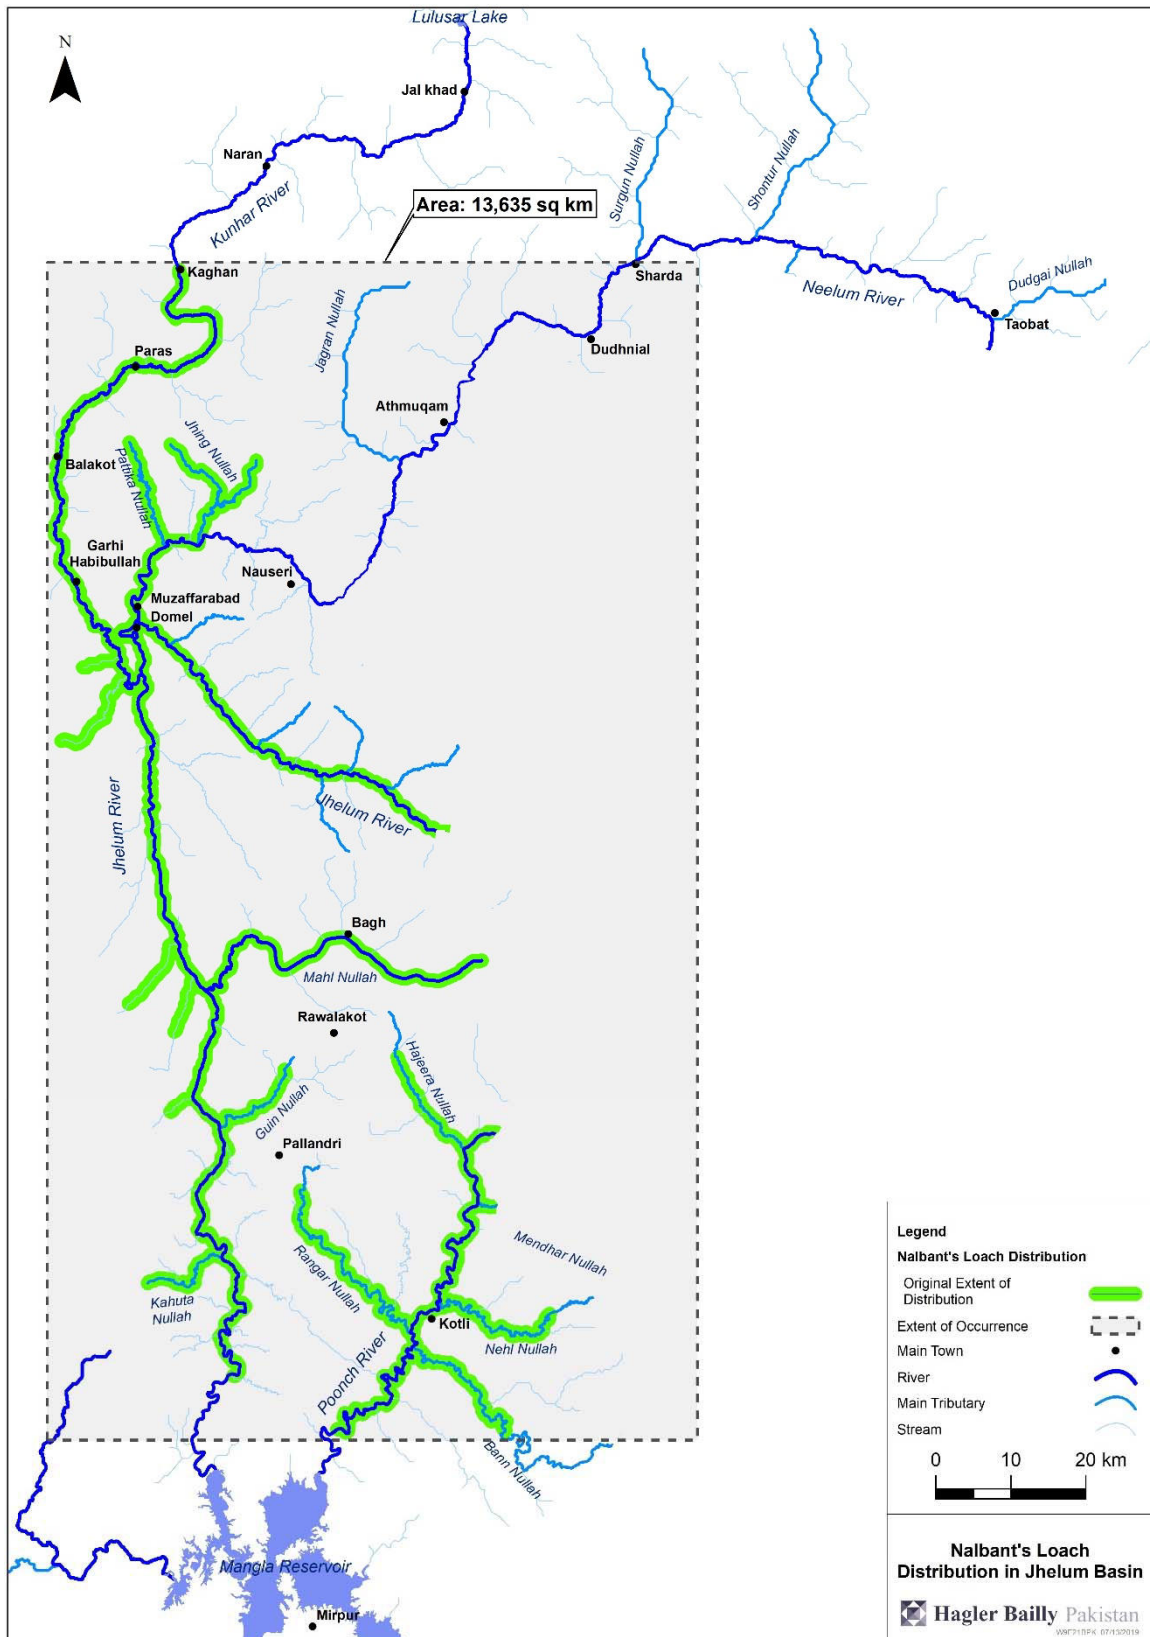 Lulusar Lake
N
Jal khad
Naran
Surgun Nullah
Shontur Nullah
Kunhar River
Area: 13,635 sq km
Kaghan
Sharda
Neelum River
Dudgai Nullah
Taobat
Jagran Nullah
Dudhnial
Paras
Athmuqam
Jhing Nullah
Pattika Nullah
Balakot
Garhi
Habibullah
Nauseri
Muzaffarabad
Domel
Jhelum River
Jhelum River
Bagh
Mahl Nullah
Rawalakot
Hajeera Nullah
Guin Nullah
Pallandri
Mendhar Nullah
Rangar Nullah
Kahuta
Nullah
Kotli
Nehl Nullah
Poonch River
Bann Nullah
Mangla Reservoir
Mirpur
Legend
Nalbant's Loach Distribution
Original Extent of
Distribution
Extent of Occurrence
Main Town
River
Main Tributary
Stream
0 10 20 km
Nalbant's Loach
Distribution in Jhelum Basin
Hagler Bailly Pakistan